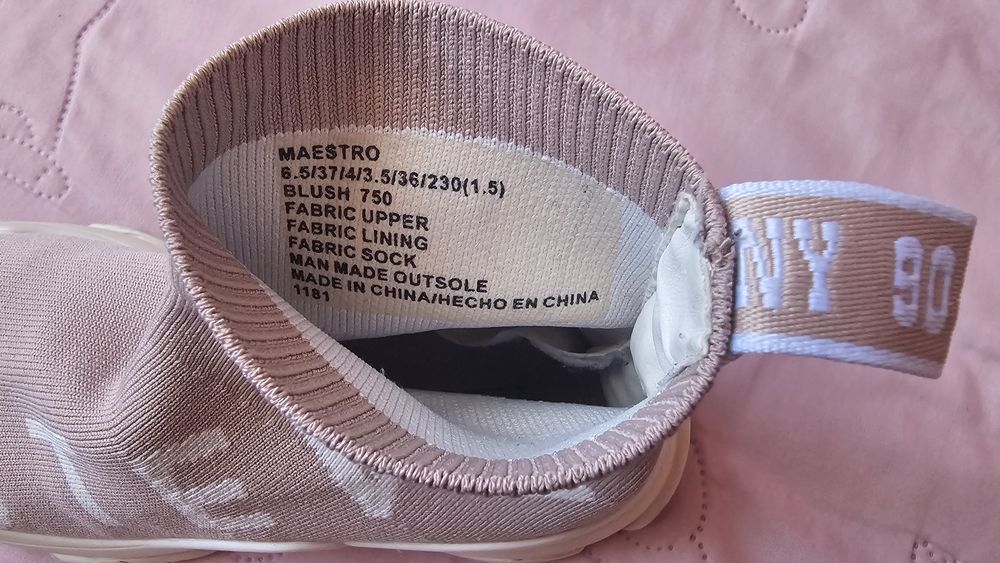 MAESTRO
6.5/37/4/3.5/36/230(1.5)
BLUSH 750
FABRIC UPPER
FABRIC LINING
FABRIC SOCK
MAN MADE OUTSOLE
MADE IN CHINA/HECHO EN CHINA
1181
NY 90